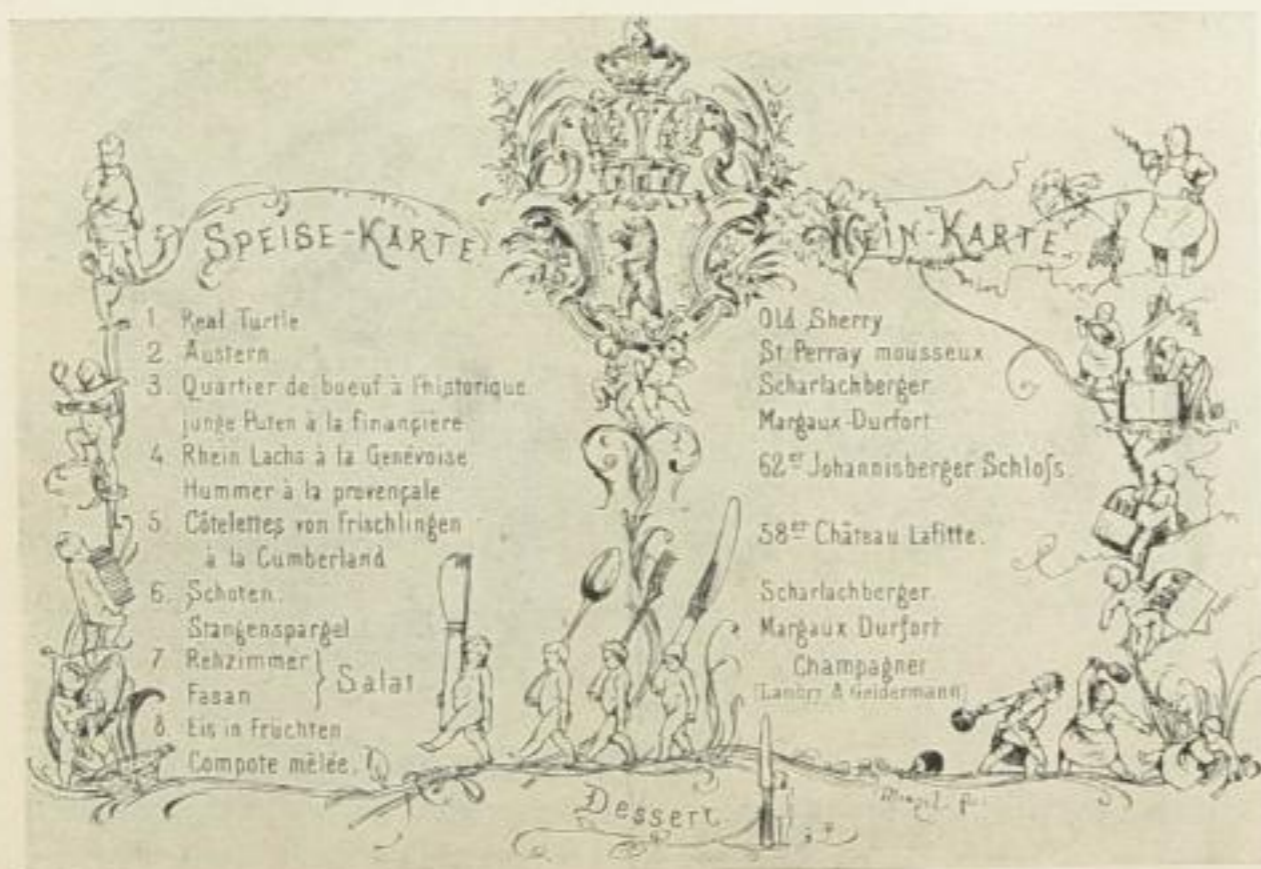 SPEISE-KARTE
1. Real Turtle
2. Austern
3. Quartier de boeuf à l'historique
junge Puten à la financière
4. Rhein Lachs à la Genévoise
Hummer à la provençale
5. Côtelettes von Frischlingen
à la Cumberland
6. Schoten.
Stangenspargel
7. Rehzimmer
Fasan
Salat
8. Eis in Früchten
Compote mêlée.
WEIN-KARTE
Old Sherry
St Perray mousseux
Scharlachberger
Margaux-Durfort
62er Johannisberger Schloſs.
58er Château Lafitte.
Scharlachberger.
Margaux Durfort
Champagner
(Lanbry & Geidermann)
Dessert